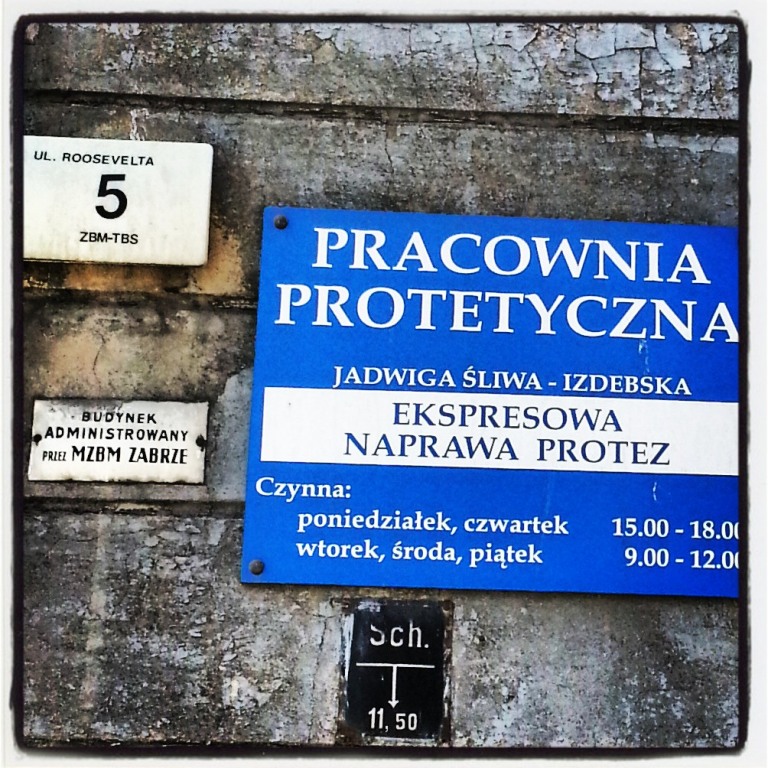 UL. ROOSEVELTA
5
ZBM-TBS
PRACOWNIA
PROTETYCZNA
JADWIGA ŚLIWA - IZDEBSKA
EKSPRESOWA
NAPRAWA PROTEZ
Czynna:
poniedziałek, czwartek 15.00 - 18.00
wtorek, środa, piątek 9.00 - 12.00
BUDYNEK
ADMINISTROWANY
PRZEZ MZBM ZABRZE
Sch.
11,50